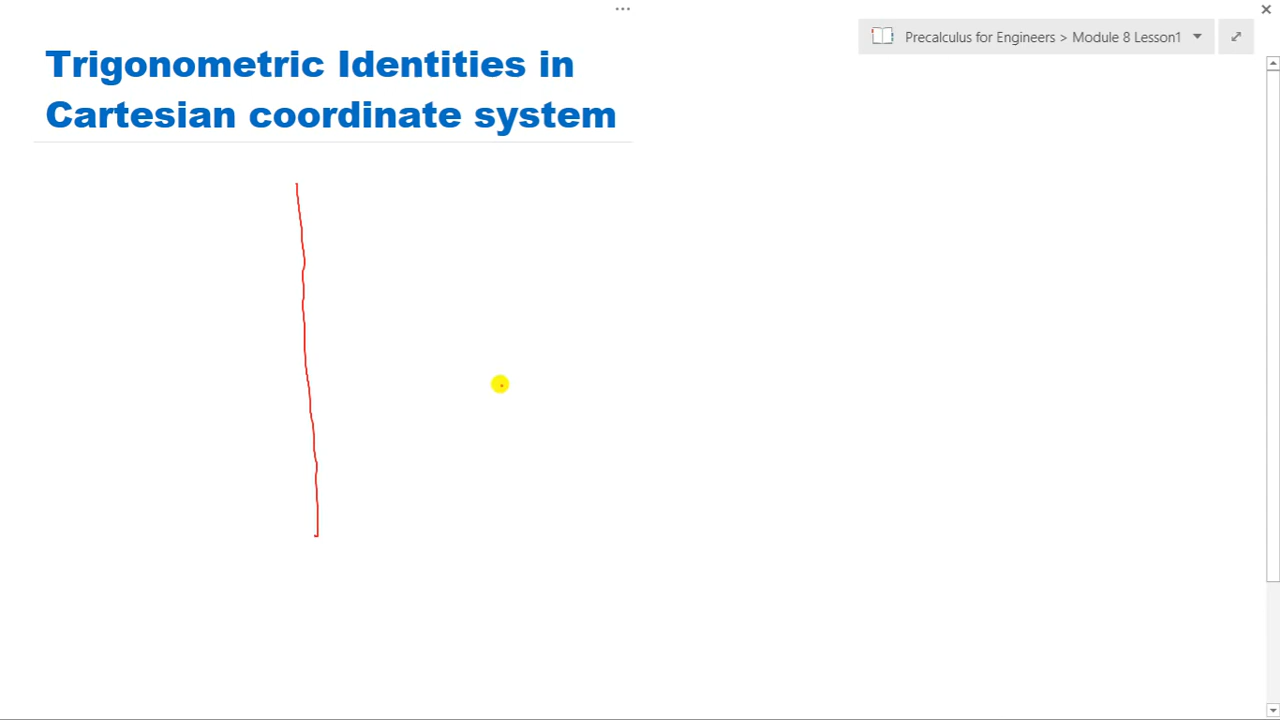 ...
Precalculus for Engineers > Module 8 Lesson1
Trigonometric Identities in
Cartesian coordinate system